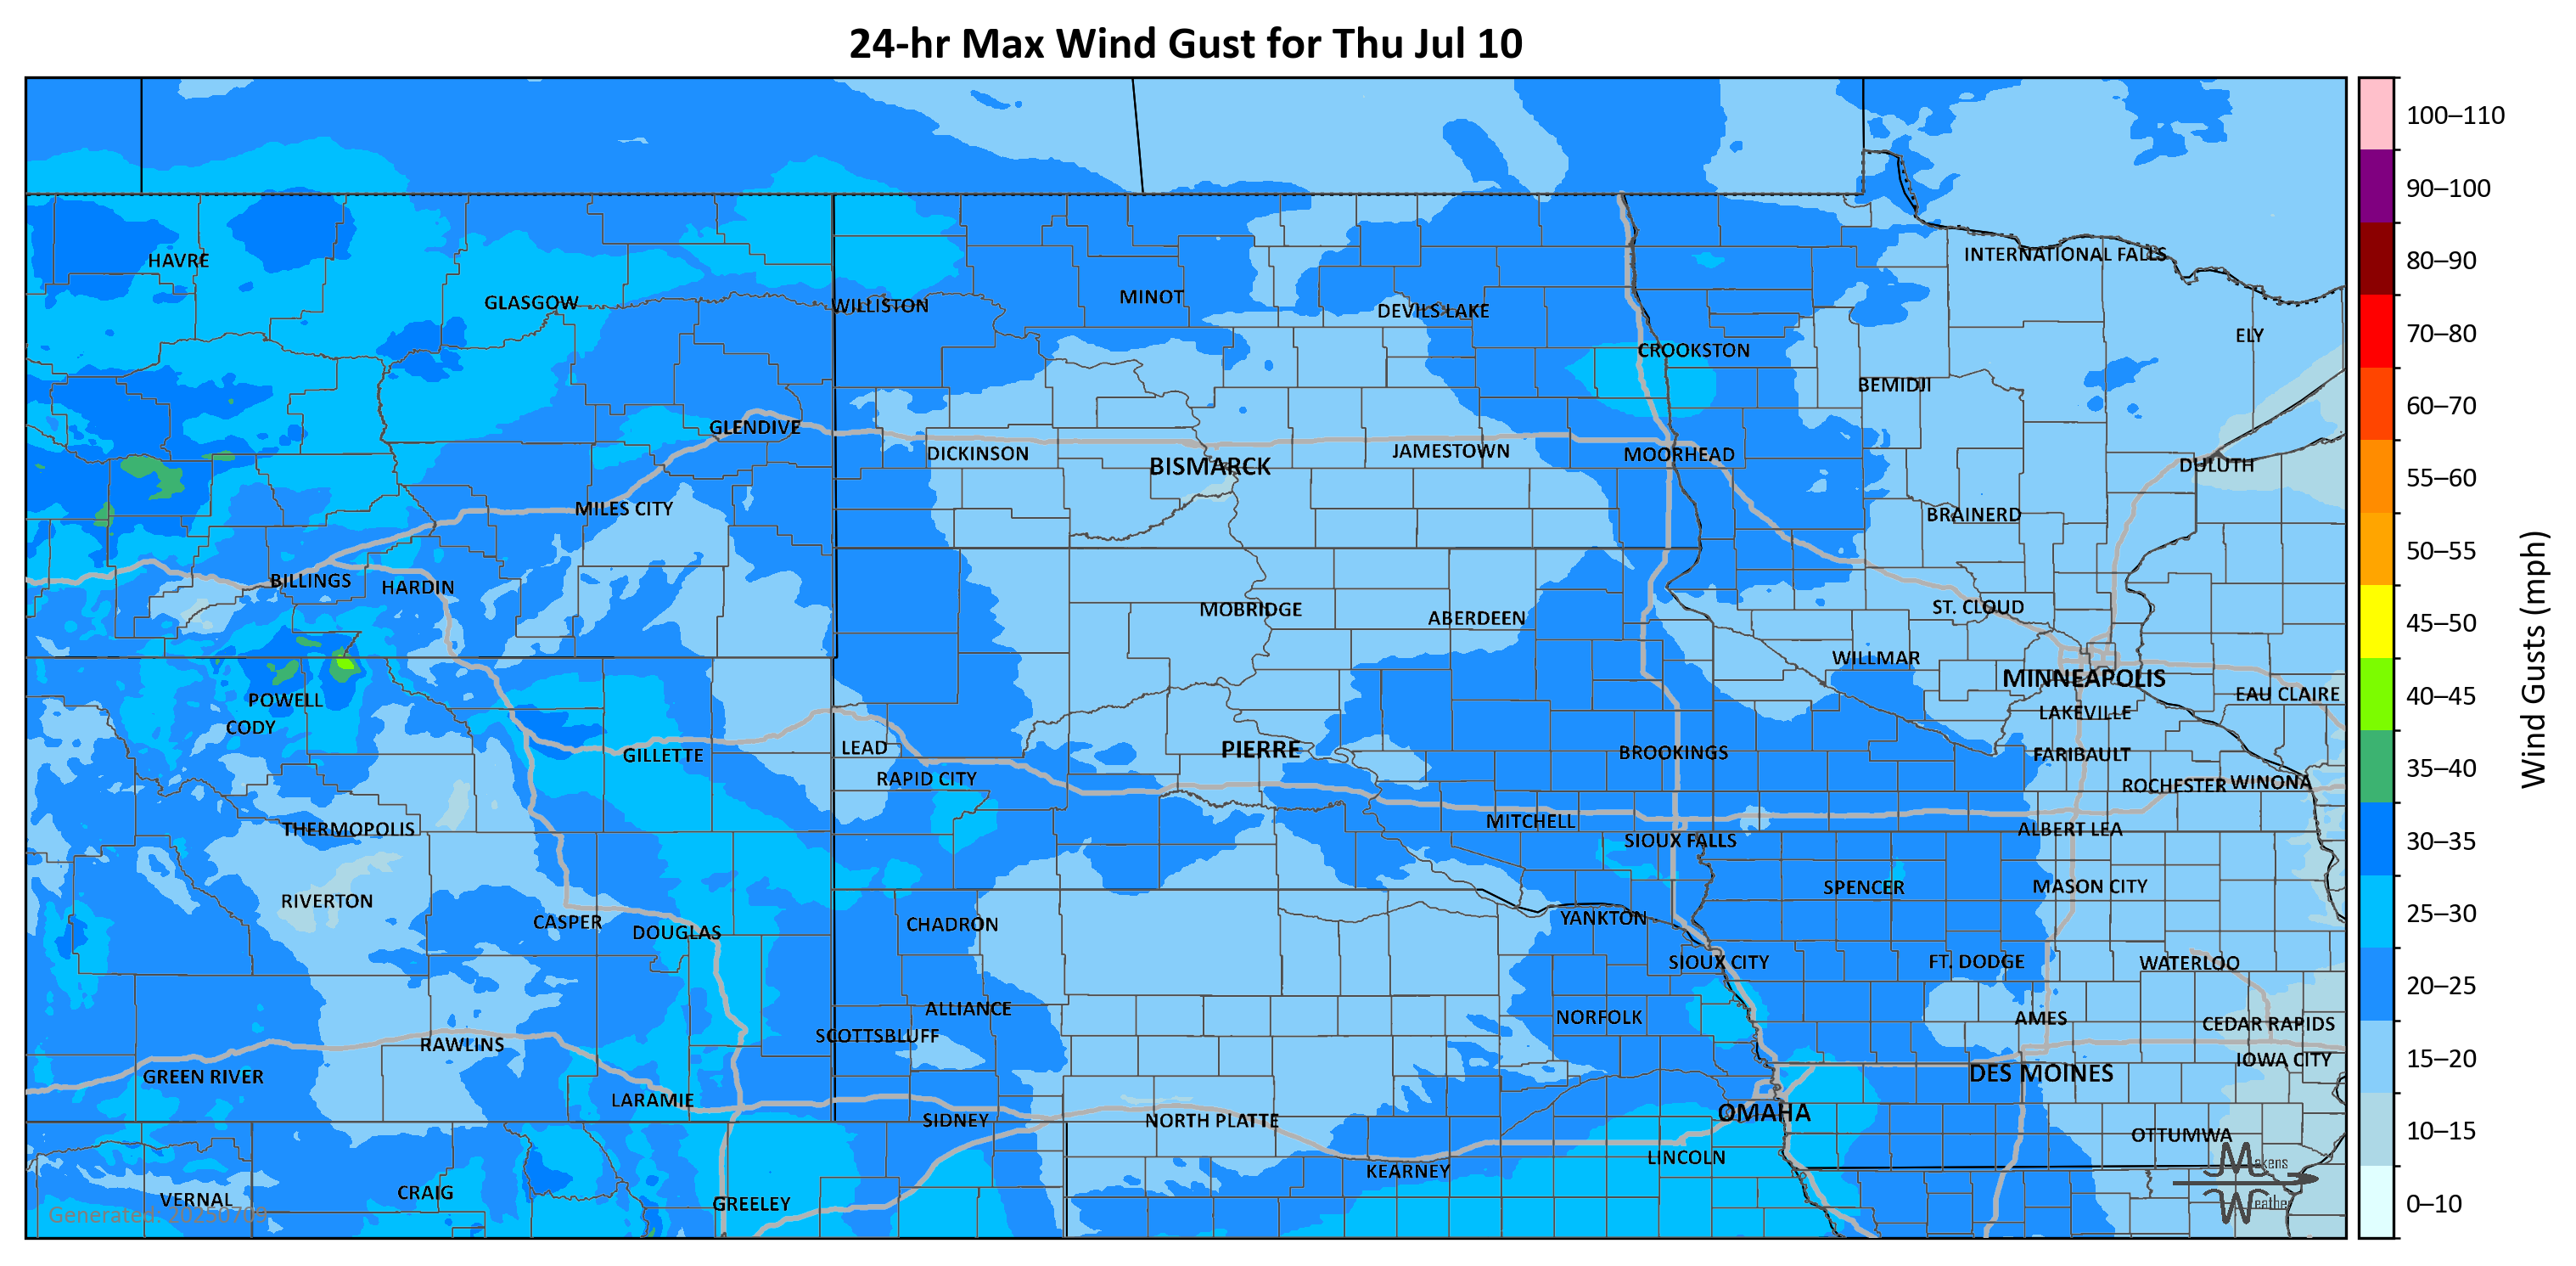 24-hr Max Wind Gust for Thu Jul 10
100–110
90–100
80–90
70–80
60–70
55–60
50–55
45–50
40–45
35–40
30–35
25–30
20–25
15–20
10–15
0–10
Wind Gusts (mph)
HAVRE
INTERNATIONAL FALLS
GLASGOW
WILLISTON
MINOT
DEVILS LAKE
ELY
CROOKSTON
BEMIDJI
GLENDIVE
DICKINSON
BISMARCK
JAMESTOWN
MOORHEAD
DULUTH
MILES CITY
BRAINERD
BILLINGS
HARDIN
MOBRIDGE
ABERDEEN
ST. CLOUD
WILLMAR
MINNEAPOLIS
EAU CLAIRE
POWELL
CODY
LAKEVILLE
GILLETTE
LEAD
PIERRE
BROOKINGS
FARIBAULT
RAPID CITY
ROCHESTER
WINONA
THERMOPOLIS
MITCHELL
SIOUX FALLS
ALBERT LEA
RIVERTON
SPENCER
MASON CITY
CASPER
DOUGLAS
CHADRON
YANKTON
SIOUX CITY
FT. DODGE
WATERLOO
ALLIANCE
NORFOLK
AMES
CEDAR RAPIDS
SCOTTSBLUFF
RAWLINS
IOWA CITY
GREEN RIVER
DES MOINES
LARAMIE
SIDNEY
NORTH PLATTE
OMAHA
OTTUMWA
LINCOLN
KEARNEY
VERNAL
CRAIG
GREELEY
Generated: 20250709
Makens
Weather